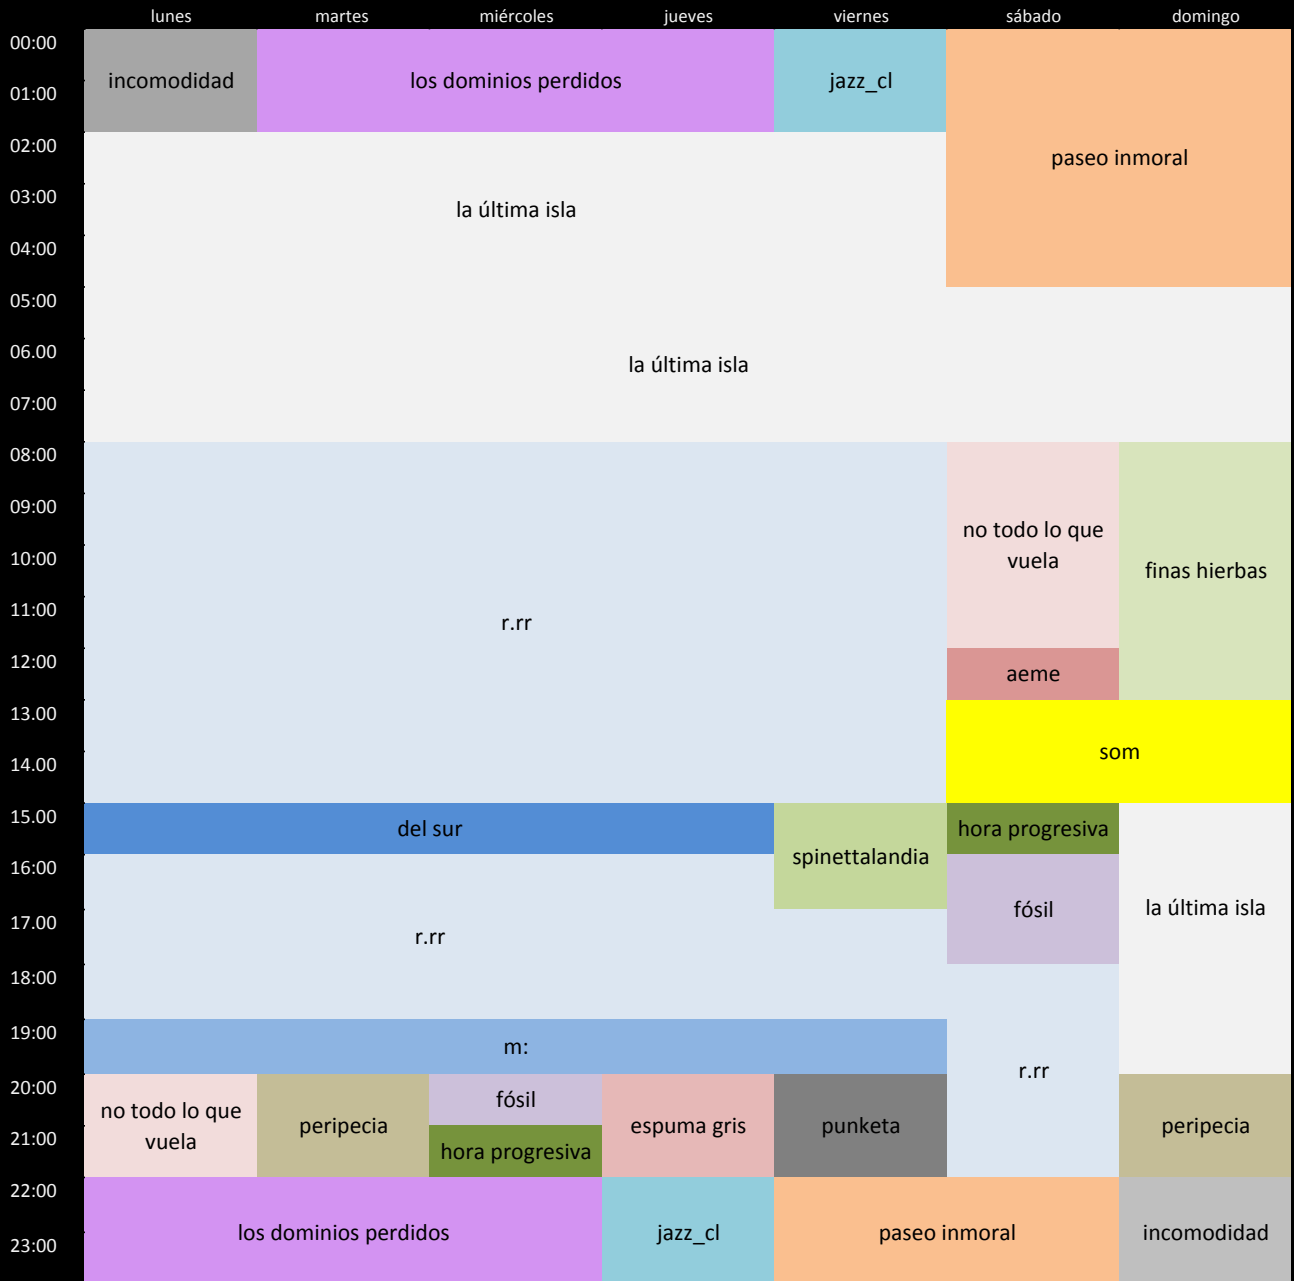 lunes martes miércoles jueves viernes sábado domingo
00:00
incomodidad los dominios perdidos jazz_cl
01:00
02:00
paseo inmoral
03:00
la última isla
04:00
05:00
06.00
la última isla
07:00
08:00
09:00
no todo lo que
10:00
vuela
finas hierbas
11:00
r.rr
12:00
aeme
13.00
som
14.00
15.00
del sur hora progresiva
spinettalandia
16:00
fósil la última isla
17.00
r.rr
18:00
19:00
m:
r.rr
20:00
fósil
no todo lo que
vuela
peripecia espuma gris punketa peripecia
21:00
hora progresiva
22:00
los dominios perdidos jazz_cl paseo inmoral incomodidad
23:00